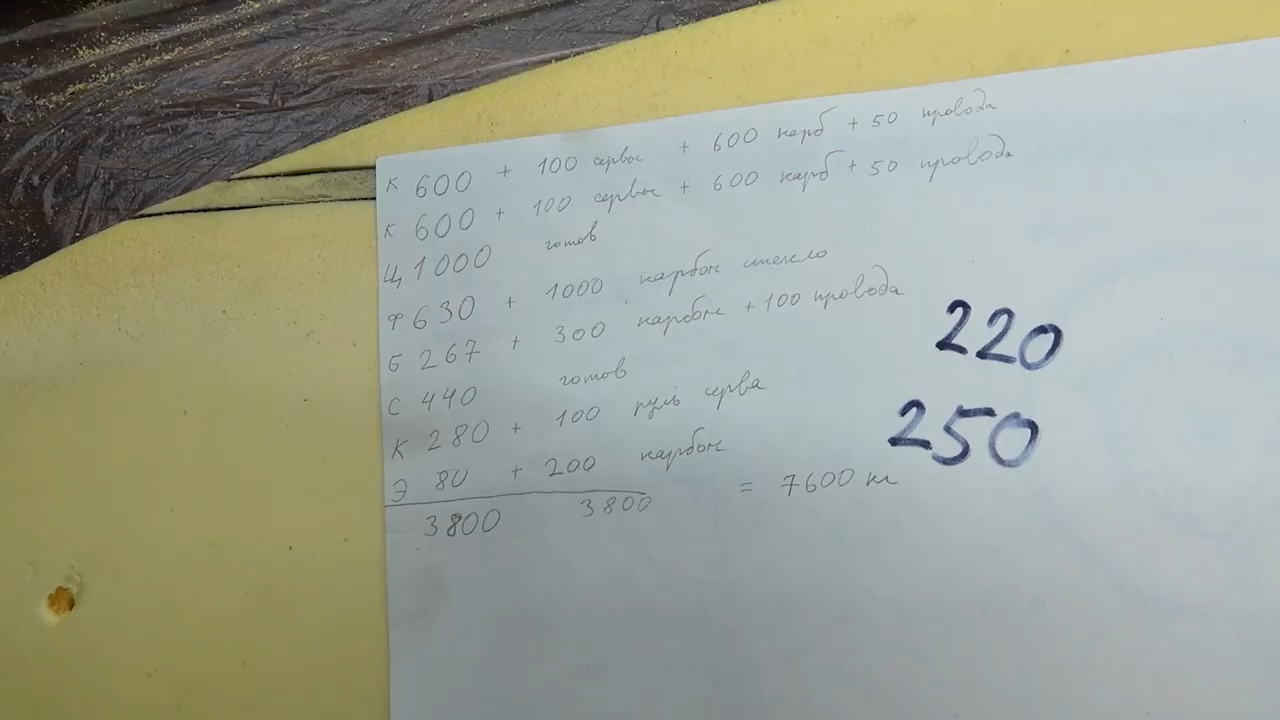 К 600 + 100 сервы + 600 карб + 50 провода
К 600 + 100 сервы + 600 карб + 50 провода
Ц 1000 готов
Ф 630 + 1000 карбон стекло
Б 267 + 300 карбон + 100 провода
С 440 готов
К 280 + 100 руль серва
Э 80 + 200 карбон
3800 3800 = 7600
220
250